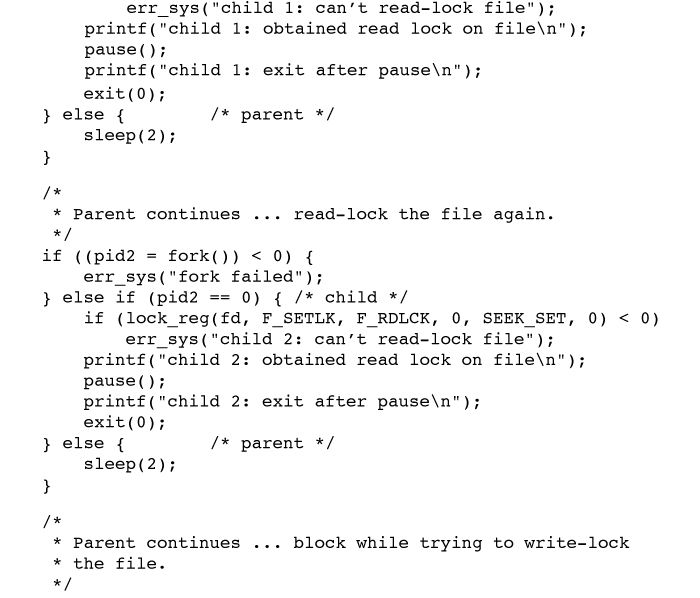 err_sys("child 1: can’t read-lock file");
        printf("child 1: obtained read lock on file\n");
        pause();
        printf("child 1: exit after pause\n");
        exit(0);
    } else {        /* parent */
        sleep(2);
    }

    /*
     * Parent continues ... read-lock the file again.
     */
    if ((pid2 = fork()) < 0) {
        err_sys("fork failed");
    } else if (pid2 == 0) { /* child */
        if (lock_reg(fd, F_SETLK, F_RDLCK, 0, SEEK_SET, 0) < 0)
            err_sys("child 2: can’t read-lock file");
        printf("child 2: obtained read lock on file\n");
        pause();
        printf("child 2: exit after pause\n");
        exit(0);
    } else {        /* parent */
        sleep(2);
    }

    /*
     * Parent continues ... block while trying to write-lock
     * the file.
     */